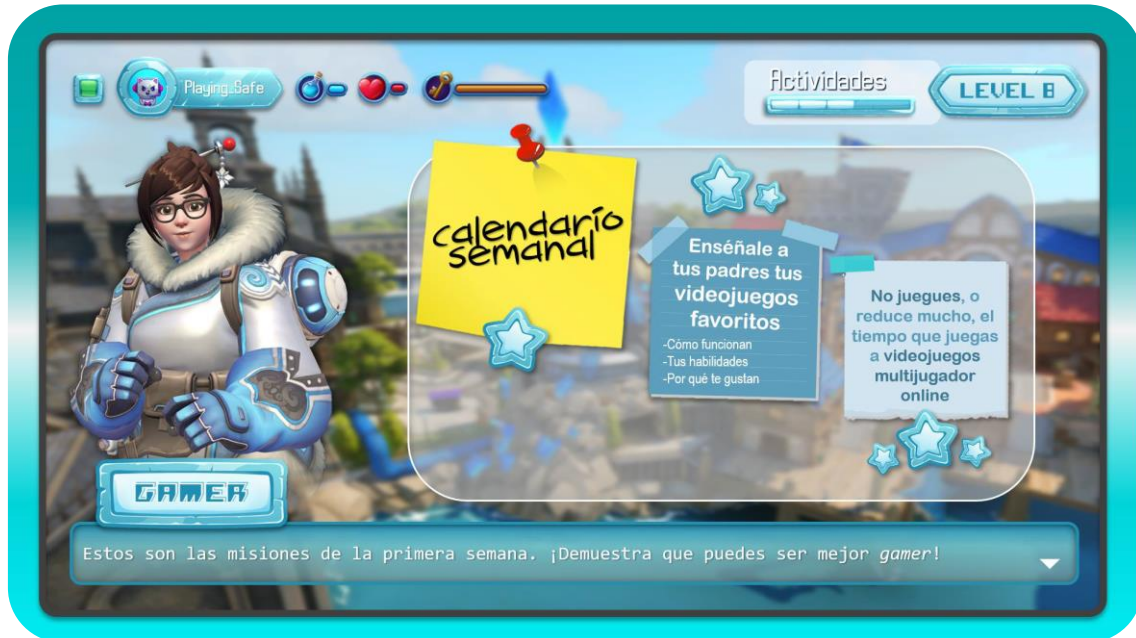 Playing_Safe
Actividades
LEVEL 8
calendario
semanal
Enséñale a
tus padres tus
videojuegos
favoritos
-Cómo funcionan
-Tus habilidades
-Por qué te gustan
No juegues, o
reduce mucho, el
tiempo que juegas
a videojuegos
multijugador
online
GAMER
Estos son las misiones de la primera semana. ¡Demuestra que puedes ser mejor gamer!